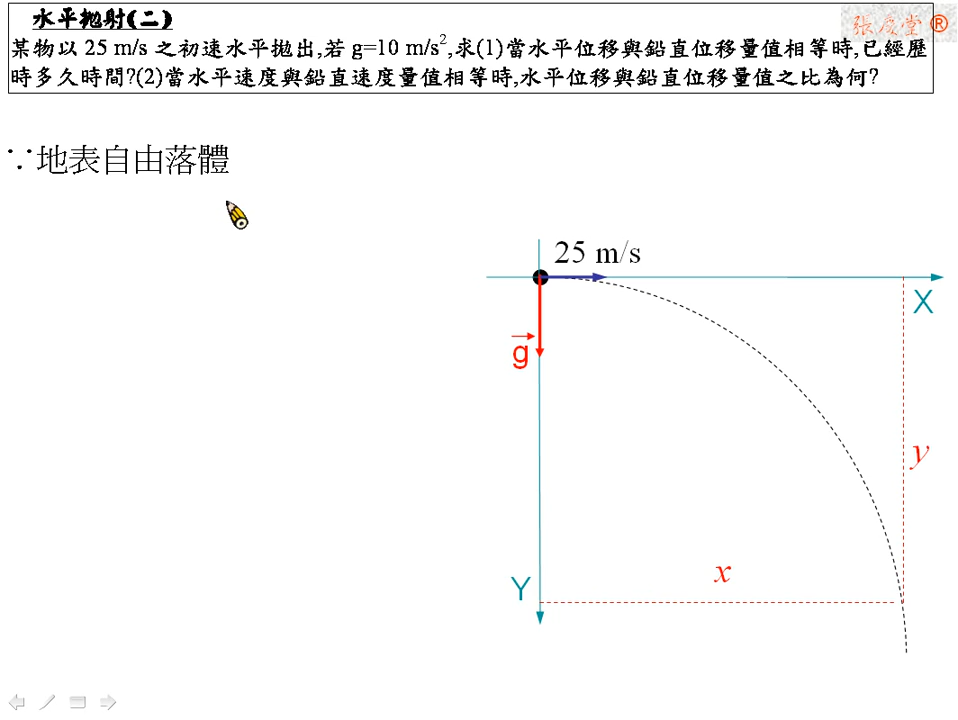 水平拋射(二)
張慶堂®
某物以 25 m/s 之初速水平拋出,若 g=10 m/s²,求(1)當水平位移與鉛直位移量值相等時,已經歷
時多久時間?(2)當水平速度與鉛直速度量值相等時,水平位移與鉛直位移量值之比為何?
∵地表自由落體
25 m/s
X
g
y
x
Y